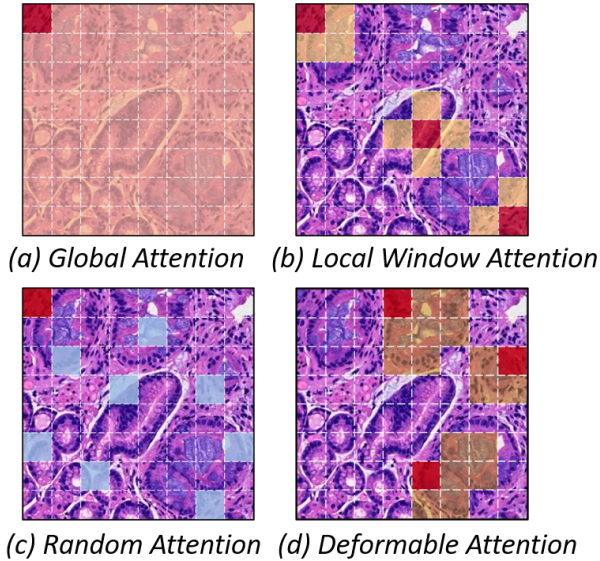 (a) Global Attention
(b) Local Window Attention
(c) Random Attention
(d) Deformable Attention